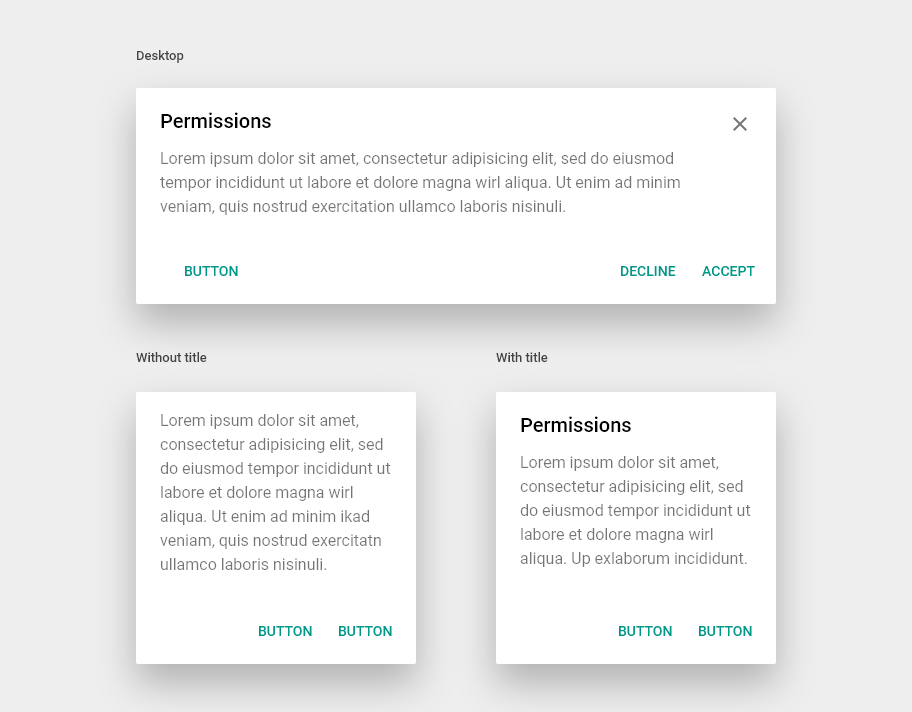 Desktop
Permissions
Lorem ipsum dolor sit amet, consectetur adipisicing elit, sed do eiusmod
tempor incididunt ut labore et dolore magna wirl aliqua. Ut enim ad minim
veniam, quis nostrud exercitation ullamco laboris nisinuli.
BUTTON DECLINE ACCEPT
Without title
Lorem ipsum dolor sit amet,
consectetur adipisicing elit, sed
do eiusmod tempor incididunt ut
labore et dolore magna wirl
aliqua. Ut enim ad minim ikad
veniam, quis nostrud exercitatn
ullamco laboris nisinuli.
BUTTON BUTTON
With title
Permissions
Lorem ipsum dolor sit amet,
consectetur adipisicing elit, sed
do eiusmod tempor incididunt ut
labore et dolore magna wirl
aliqua. Up exlaborum incididunt.
BUTTON BUTTON